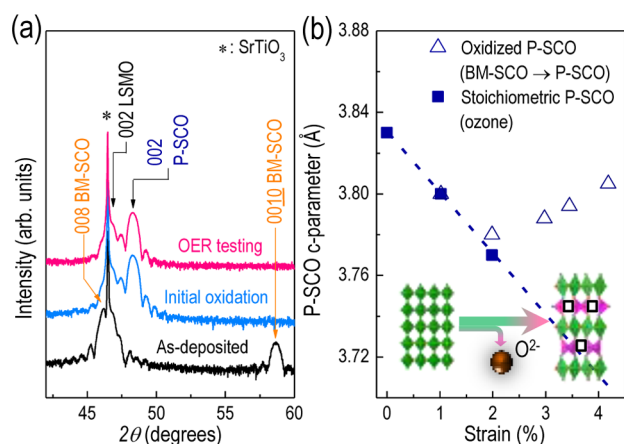 (a)
*: SrTiO3
002 LSMO
002
P-SCO
008 BM-SCO
0010 BM-SCO
OER testing
Initial oxidation
As-deposited
Intensity (arb. units)
45
50
55
60
2θ (degrees)
(b)
Oxidized P-SCO
(BM-SCO → P-SCO)
Stoichiometric P-SCO
(ozone)
P-SCO c-parameter (Å)
3.88
3.84
3.80
3.76
3.72
O2-
0
1
2
3
4
5
Strain (%)